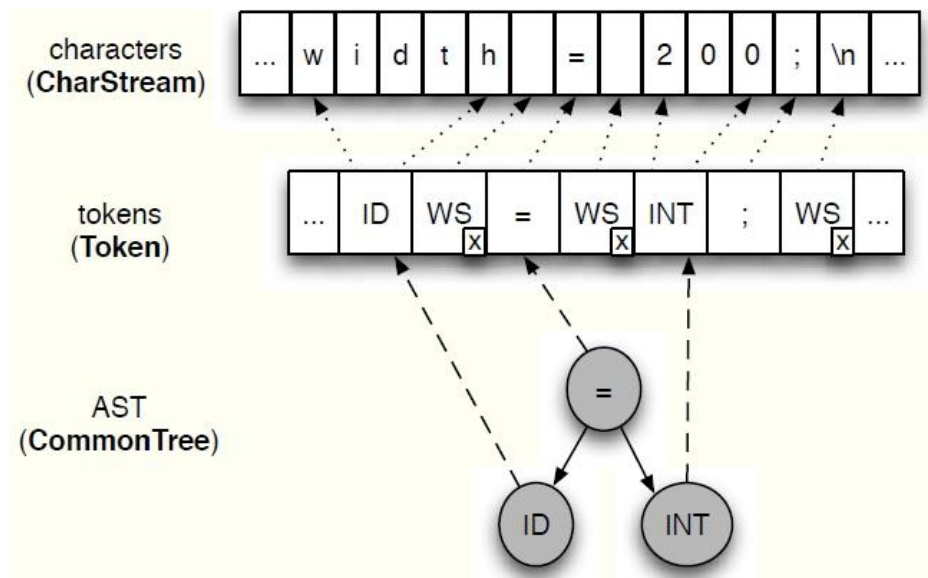 characters
(CharStream)
... w i d t h = 2 0 0 ; \n ...
tokens
(Token)
... ID WS x = WS x INT ; WS x ...
AST
(CommonTree)
=
ID INT